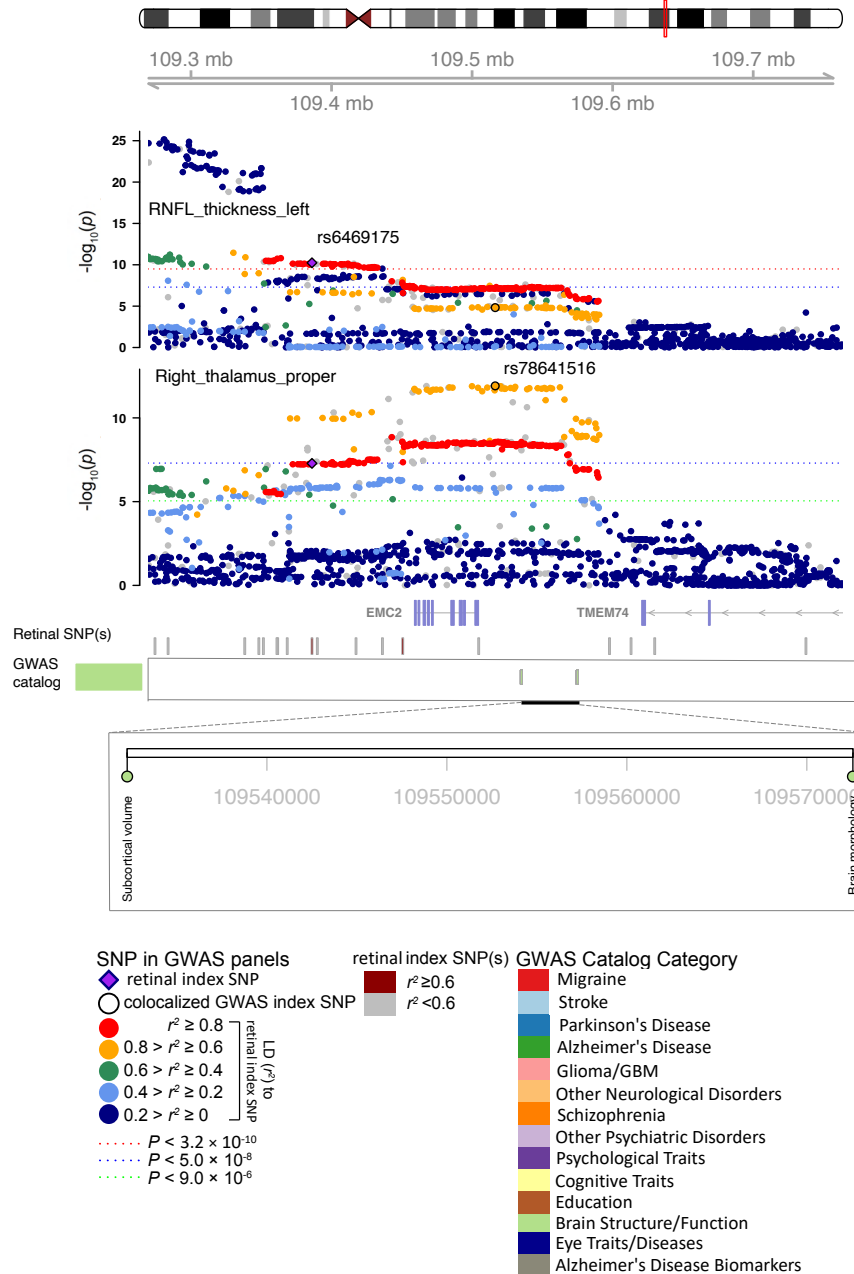 109.3 mb
109.5 mb
109.7 mb
109.4 mb
109.6 mb
25
20
15
10
5
0
-log10(p)
RNFL_thickness_left
rs6469175
rs78641516
Right_thalamus_proper
10
5
0
-log10(p)
EMC2
TMEM74
Retinal SNP(s)
GWAS
catalog
109540000
109550000
109560000
109570000
Subcortical volume
Brain morphology
SNP in GWAS panels
retinal index SNP
colocalized GWAS index SNP
r² ≥ 0.8
0.8 > r² ≥ 0.6
0.6 > r² ≥ 0.4
0.4 > r² ≥ 0.2
0.2 > r² ≥ 0
LD (r²) to
retinal index SNP
P < 3.2 × 10⁻¹⁰
P < 5.0 × 10⁻⁸
P < 9.0 × 10⁻⁶
retinal index SNP(s)
r² ≥0.6
r² <0.6
GWAS Catalog Category
Migraine
Stroke
Parkinson's Disease
Alzheimer's Disease
Glioma/GBM
Other Neurological Disorders
Schizophrenia
Other Psychiatric Disorders
Psychological Traits
Cognitive Traits
Education
Brain Structure/Function
Eye Traits/Diseases
Alzheimer's Disease Biomarkers